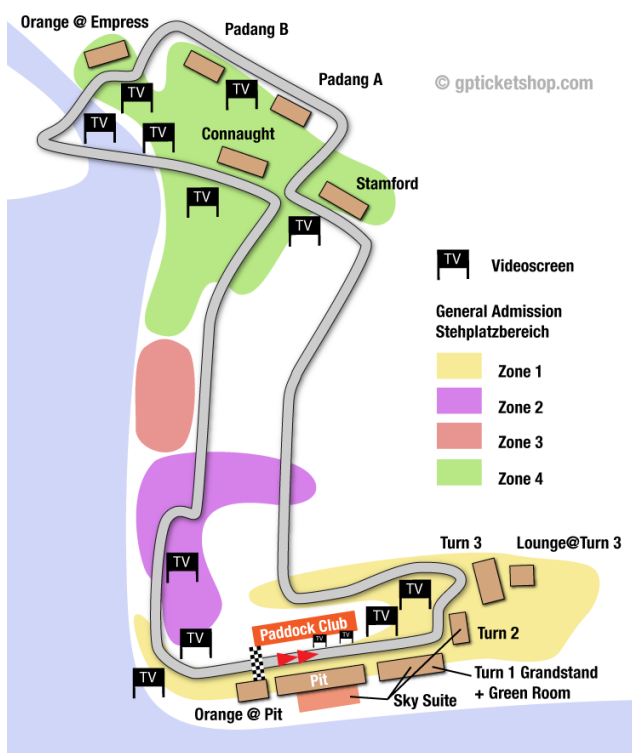 Orange @ Empress
Padang B
Padang A
© gpticketshop.com
TV
TV
TV
TV
Connaught
Stamford
TV
TV
TV
Videoscreen
General Admission
Stehplatzbereich
Zone 1
Zone 2
Zone 3
Zone 4
Turn 3
Lounge@Turn 3
TV
TV
TV
Paddock Club
TV
TV
TV
Turn 2
TV
Pit
Turn 1 Grandstand
+ Green Room
Orange @ Pit
Sky Suite